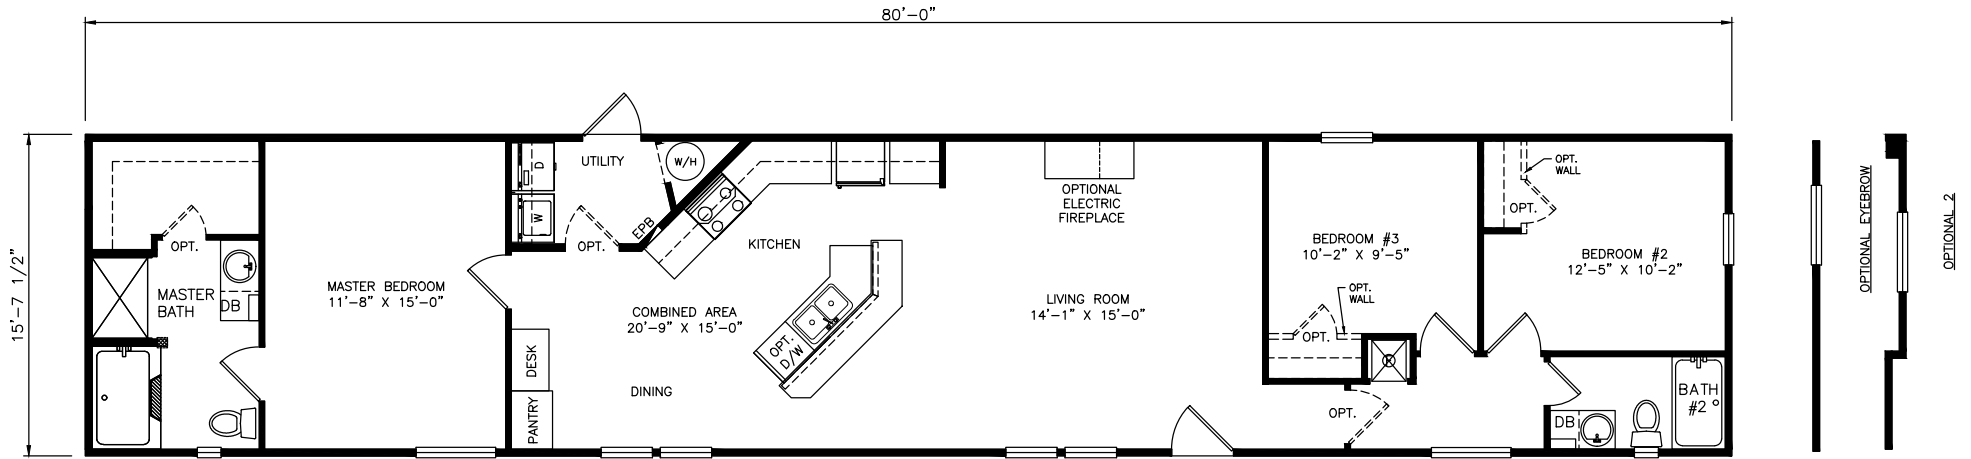 80'-0"
15'-7 1/2"
OPT.
MASTER
BATH
DB
MASTER BEDROOM
11'-8" X 15'-0"
D
W
UTILITY
W/H
OPT.
EPB
KITCHEN
COMBINED AREA
20'-9" X 15'-0"
OPT.
D/W
DESK
PANTRY
DINING
OPTIONAL
ELECTRIC
FIREPLACE
LIVING ROOM
14'-1" X 15'-0"
BEDROOM #3
10'-2" X 9'-5"
OPT.
WALL
OPT.
OPT.
OPT.
WALL
OPT.
BEDROOM #2
12'-5" X 10'-2"
DB
BATH
#2
OPTIONAL EYEBROW
OPTIONAL 2